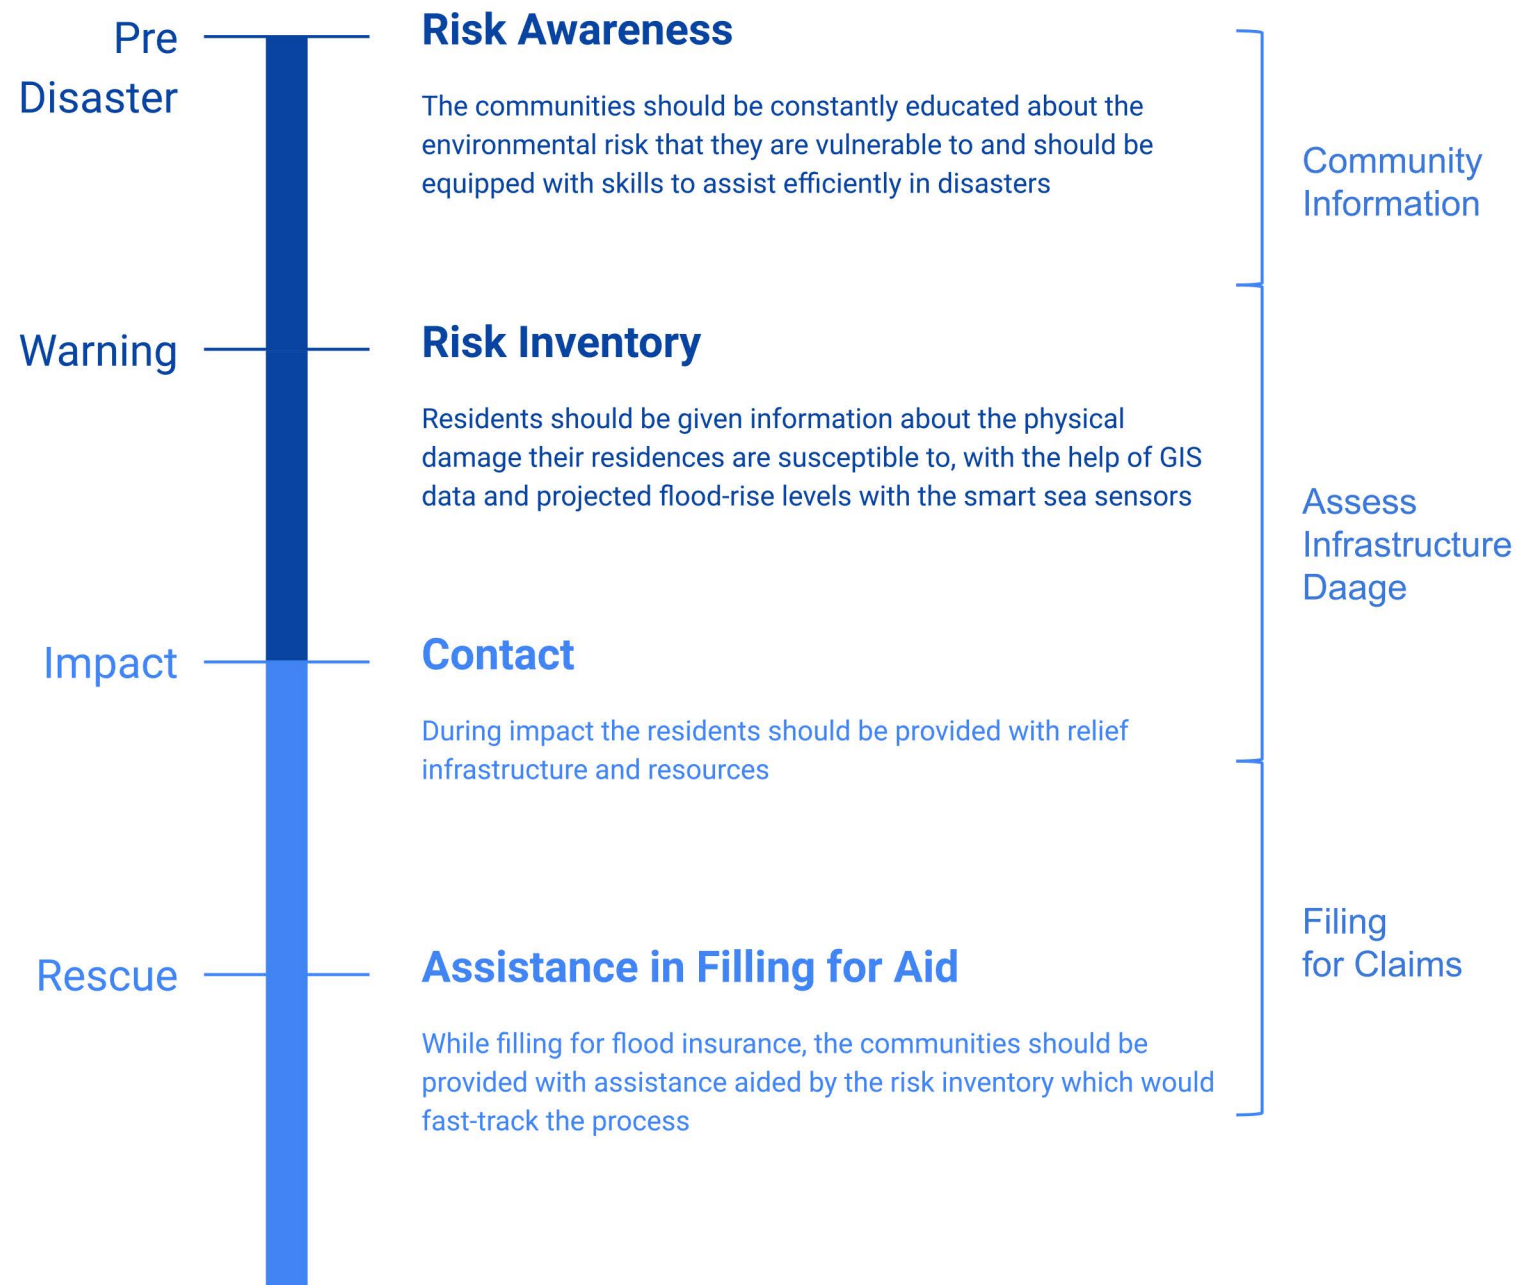 Pre
Disaster
Risk Awareness
The communities should be constantly educated about the
environmental risk that they are vulnerable to and should be
equipped with skills to assist efficiently in disasters
Community
Information
Warning
Risk Inventory
Residents should be given information about the physical
damage their residences are susceptible to, with the help of GIS
data and projected flood-rise levels with the smart sea sensors
Assess
Infrastructure
Daage
Impact
Contact
During impact the residents should be provided with relief
infrastructure and resources
Rescue
Assistance in Filling for Aid
While filling for flood insurance, the communities should be
provided with assistance aided by the risk inventory which would
fast-track the process
Filing
for Claims